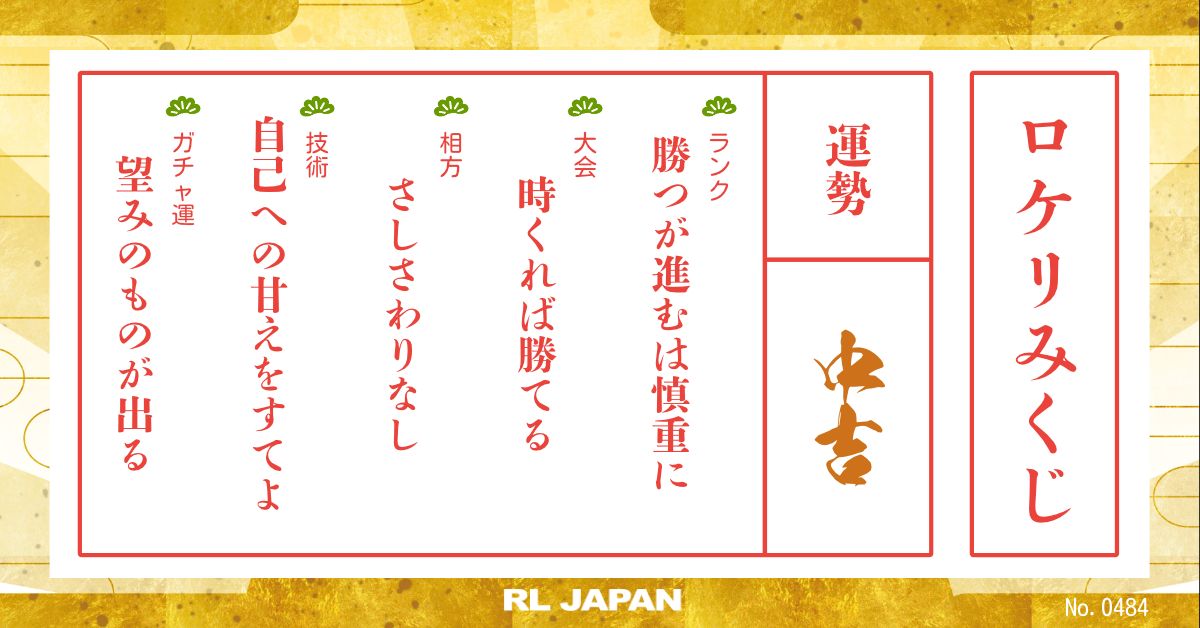 ロケリみくじ
運勢
中吉
ランク
勝つが進むは慎重に
大会
時くれば勝てる
相方
さしさわりなし
技術
自己への甘えをすてよ
ガチャ運
望みのものが出る
RL JAPAN
No. 0484